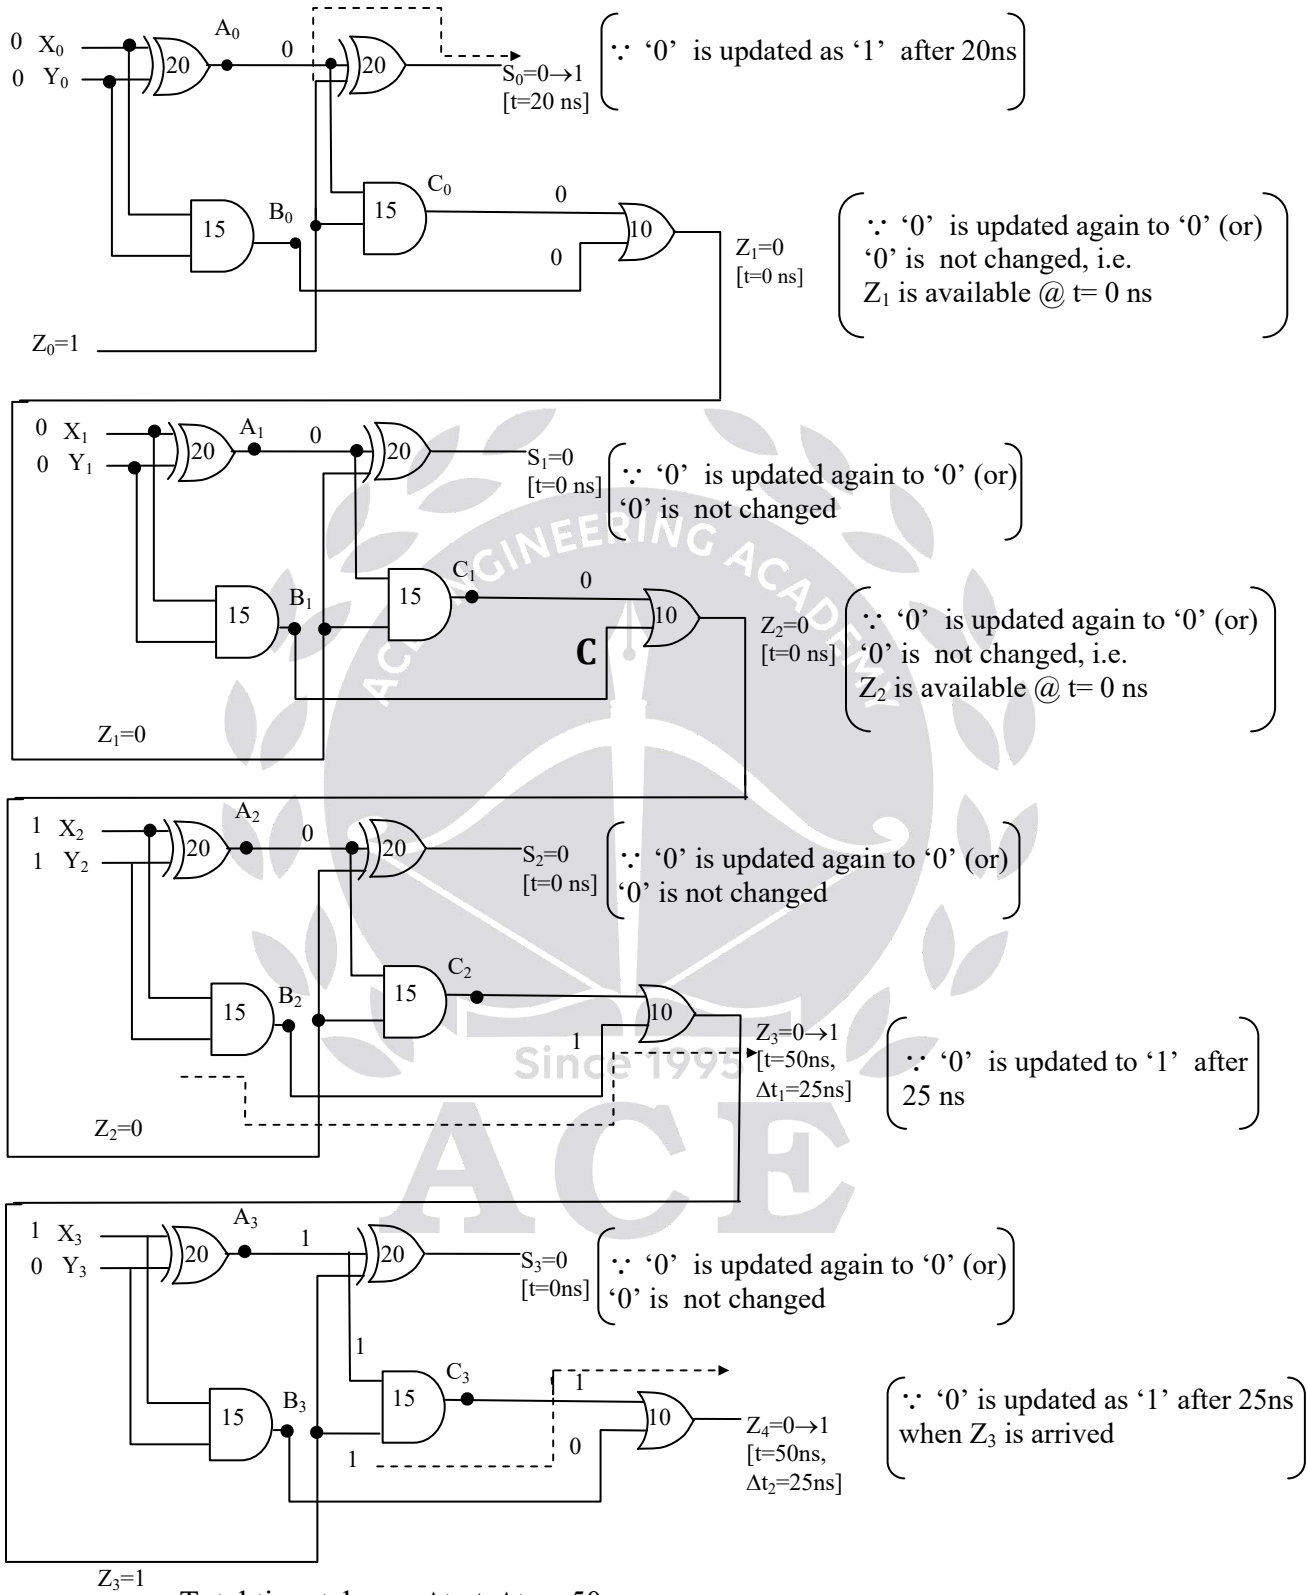 0 X0
0 Y0
A0
0
20
20
S0=0→1
[t=20 ns]
∵ ‘0’ is updated as ‘1’ after 20ns
15
B0
15
C0
0
0
10
Z1=0
[t=0 ns]
∵ ‘0’ is updated again to ‘0’ (or)
‘0’ is not changed, i.e.
Z1 is available @ t= 0 ns
Z0=1
0 X1
0 Y1
A1
0
20
20
S1=0
[t=0 ns]
∵ ‘0’ is updated again to ‘0’ (or)
‘0’ is not changed
ACE ENGINEERING ACADEMY
15
B1
15
C1
0
C
10
Z2=0
[t=0 ns]
∵ ‘0’ is updated again to ‘0’ (or)
‘0’ is not changed, i.e.
Z2 is available @ t= 0 ns
Z1=0
1 X2
1 Y2
A2
0
20
20
S2=0
[t=0 ns]
∵ ‘0’ is updated again to ‘0’ (or)
‘0’ is not changed
15
B2
15
C2
1
10
Z3=0→1
[t=50ns,
Δt1=25ns]
∵ ‘0’ is updated to ‘1’ after
25 ns
Since 1995
ACE
Z2=0
1 X3
0 Y3
A3
1
20
20
S3=0
[t=0ns]
∵ ‘0’ is updated again to ‘0’ (or)
‘0’ is not changed
1
15
B3
15
C3
1
1
0
10
Z4=0→1
[t=50ns,
Δt2=25ns]
∵ ‘0’ is updated as ‘1’ after 25ns
when Z3 is arrived
Z3=1